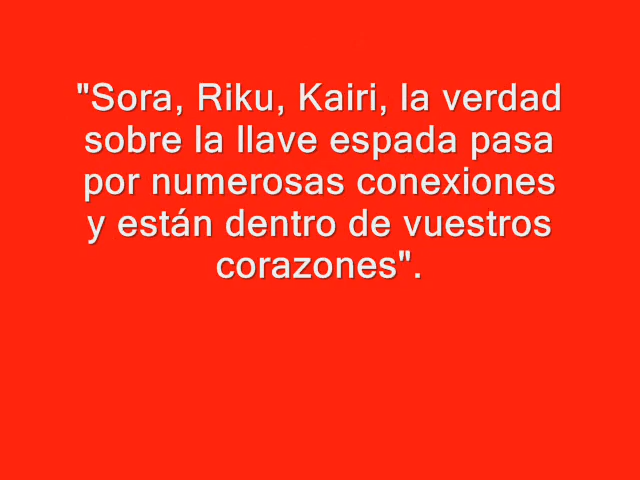 "Sora, Riku, Kairi, la verdad
sobre la llave espada pasa
por numerosas conexiones
y están dentro de vuestros
corazones".